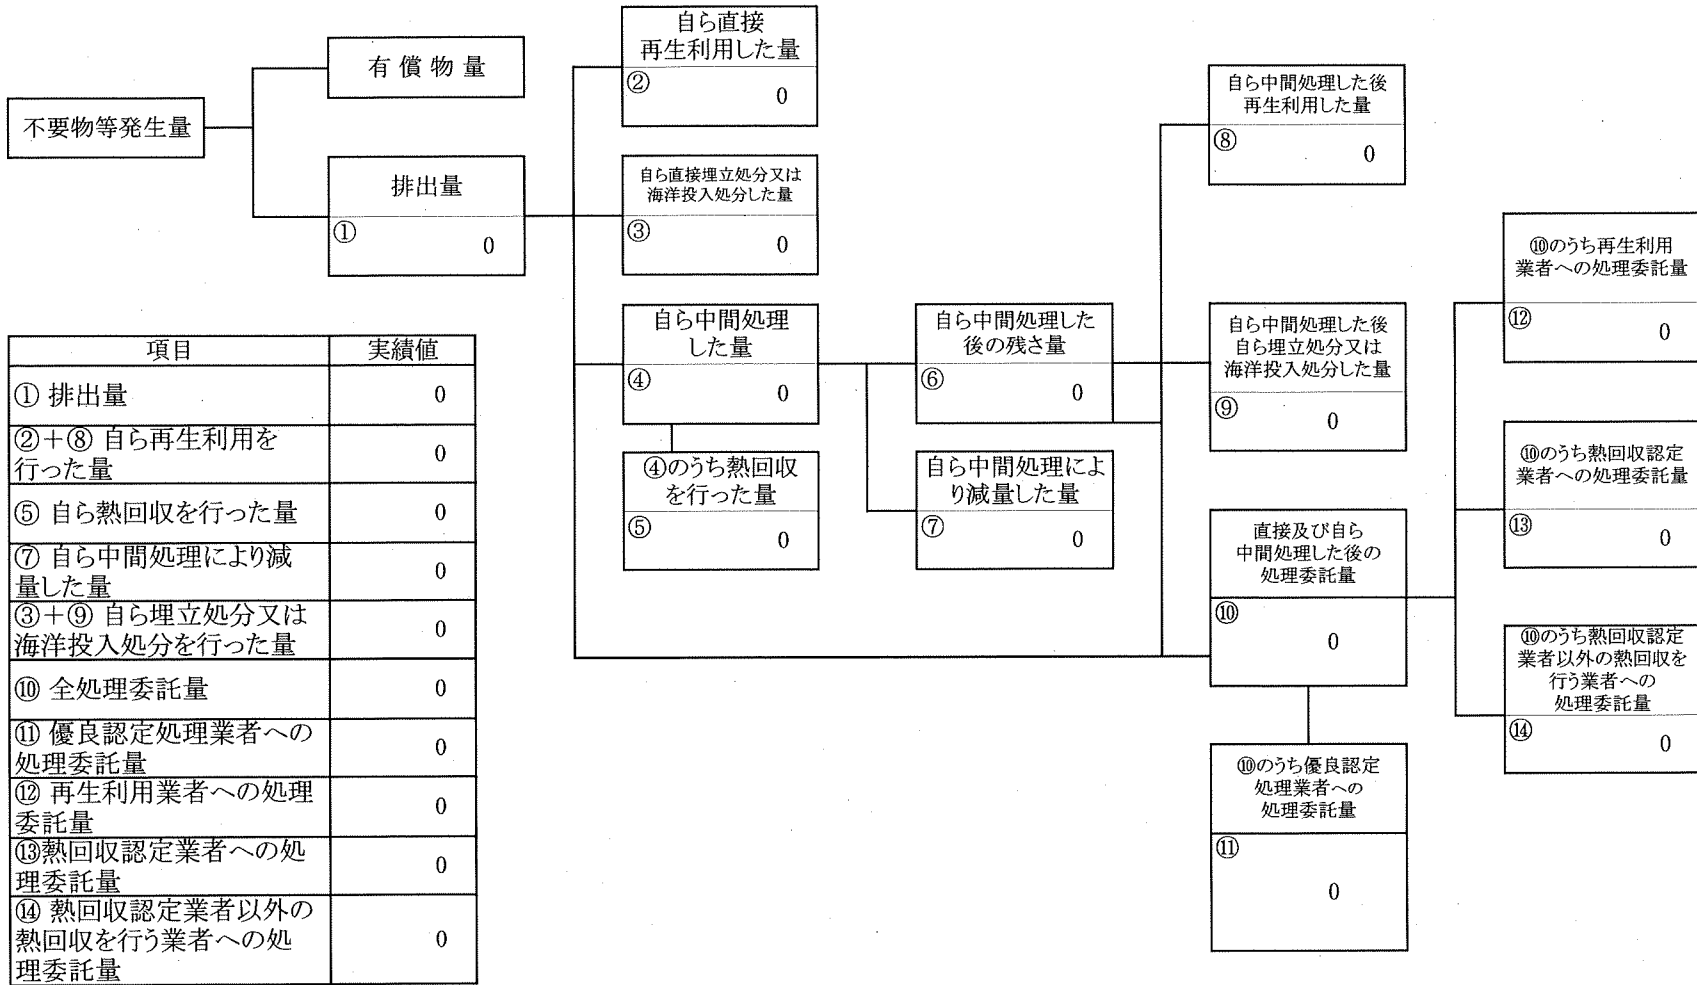 不要物等発生量
有償物量
排出量
①
0
自ら直接
再生利用した量
②
0
自ら直接埋立処分又は
海洋投入処分した量
③
0
自ら中間処理
した量
④
0
④のうち熱回収
を行った量
⑤
0
自ら中間処理した
後の残さ量
⑥
0
自ら中間処理によ
り減量した量
⑦
0
自ら中間処理した後
再生利用した量
⑧
0
自ら中間処理した後
自ら埋立処分又は
海洋投入処分した量
⑨
0
直接及び自ら
中間処理した後の
処理委託量
⑩
0
⑩のうち優良認定
処理業者への
処理委託量
⑪
0
⑩のうち再生利用
業者への処理委託量
⑫
0
⑩のうち熱回収認定
業者への処理委託量
⑬
0
⑩のうち熱回収認定
業者以外の熱回収を
行う業者への
処理委託量
⑭
0
項目 実績値
① 排出量 0
②+⑧ 自ら再生利用を
行った量 0
⑤ 自ら熱回収を行った量 0
⑦ 自ら中間処理により減
量した量 0
③+⑨ 自ら埋立処分又は
海洋投入処分を行った量 0
⑩ 全処理委託量 0
⑪ 優良認定処理業者への
処理委託量 0
⑫ 再生利用業者への処理
委託量 0
⑬熱回収認定業者への処
理委託量 0
⑭ 熱回収認定業者以外の
熱回収を行う業者への処
理委託量 0